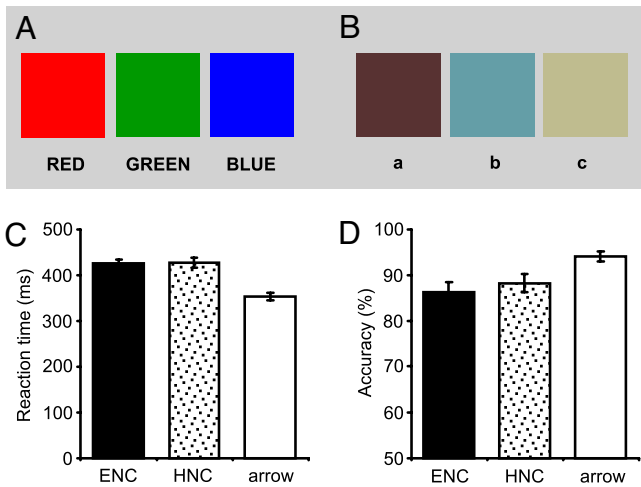 A B
RED GREEN BLUE a b c
C D
Reaction time (ms)
500
400
300
200
100
0
ENC HNC arrow
Accuracy (%)
100
90
80
70
60
50
ENC HNC arrow